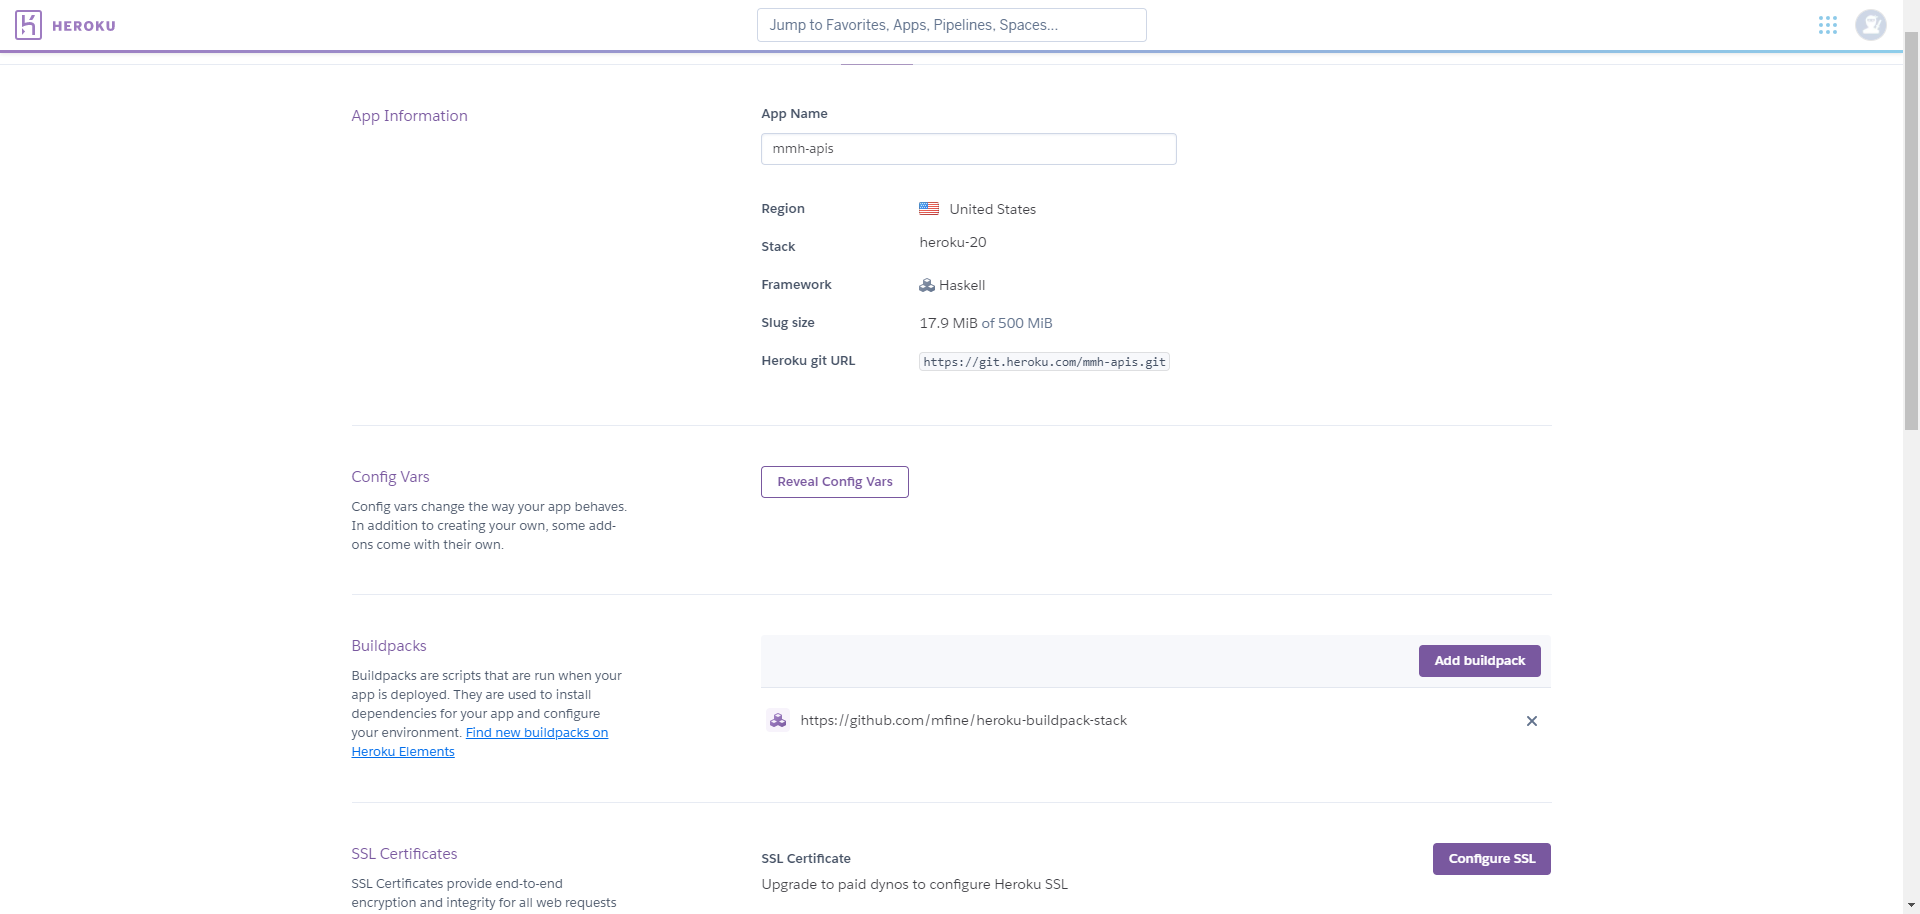 HEROKU
Jump to Favorites, Apps, Pipelines, Spaces...
App Information
App Name
mmh-apis
Region
United States
Stack
heroku-20
Framework
Haskell
Slug size
17.9 MiB of 500 MiB
Heroku git URL
https://git.heroku.com/mmh-apis.git
Config Vars
Config vars change the way your app behaves.
In addition to creating your own, some add-
ons come with their own.
Reveal Config Vars
Buildpacks
Buildpacks are scripts that are run when your
app is deployed. They are used to install
dependencies for your app and configure
your environment. Find new buildpacks on
Heroku Elements
Add buildpack
https://github.com/mfine/heroku-buildpack-stack
SSL Certificates
SSL Certificates provide end-to-end
encryption and integrity for all web requests
SSL Certificate
Upgrade to paid dynos to configure Heroku SSL
Configure SSL